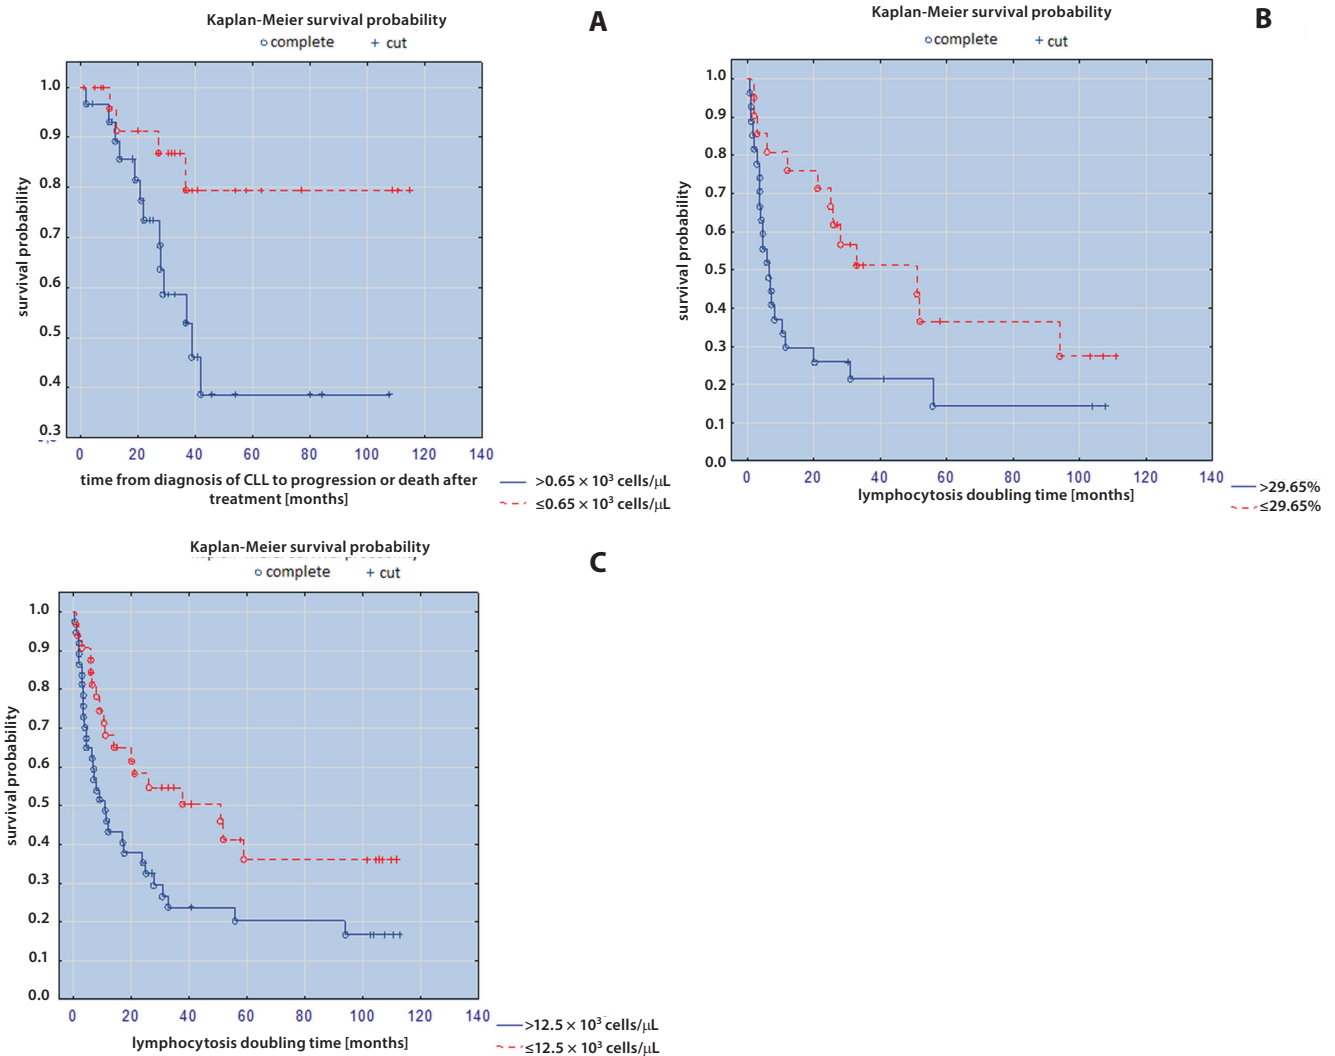 Kaplan-Meier survival probability
A
complete cut
1.0
0.9
0.8
0.7
0.6
0.5
0.4
0.3
survival probability
0 20 40 60 80 100 120 140
time from diagnosis of CLL to progression or death after
treatment [months]
>0.65 × 10³ cells/μL
≤0.65 × 10³ cells/μL
Kaplan-Meier survival probability
B
complete cut
1.0
0.9
0.8
0.7
0.6
0.5
0.4
0.3
0.2
0.1
0.0
survival probability
0 20 40 60 80 100 120 140
lymphocytosis doubling time [months]
>29.65%
≤29.65%
Kaplan-Meier survival probability
C
complete cut
1.0
0.9
0.8
0.7
0.6
0.5
0.4
0.3
0.2
0.1
0.0
survival probability
0 20 40 60 80 100 120 140
lymphocytosis doubling time [months]
>12.5 × 10³ cells/μL
≤12.5 × 10³ cells/μL